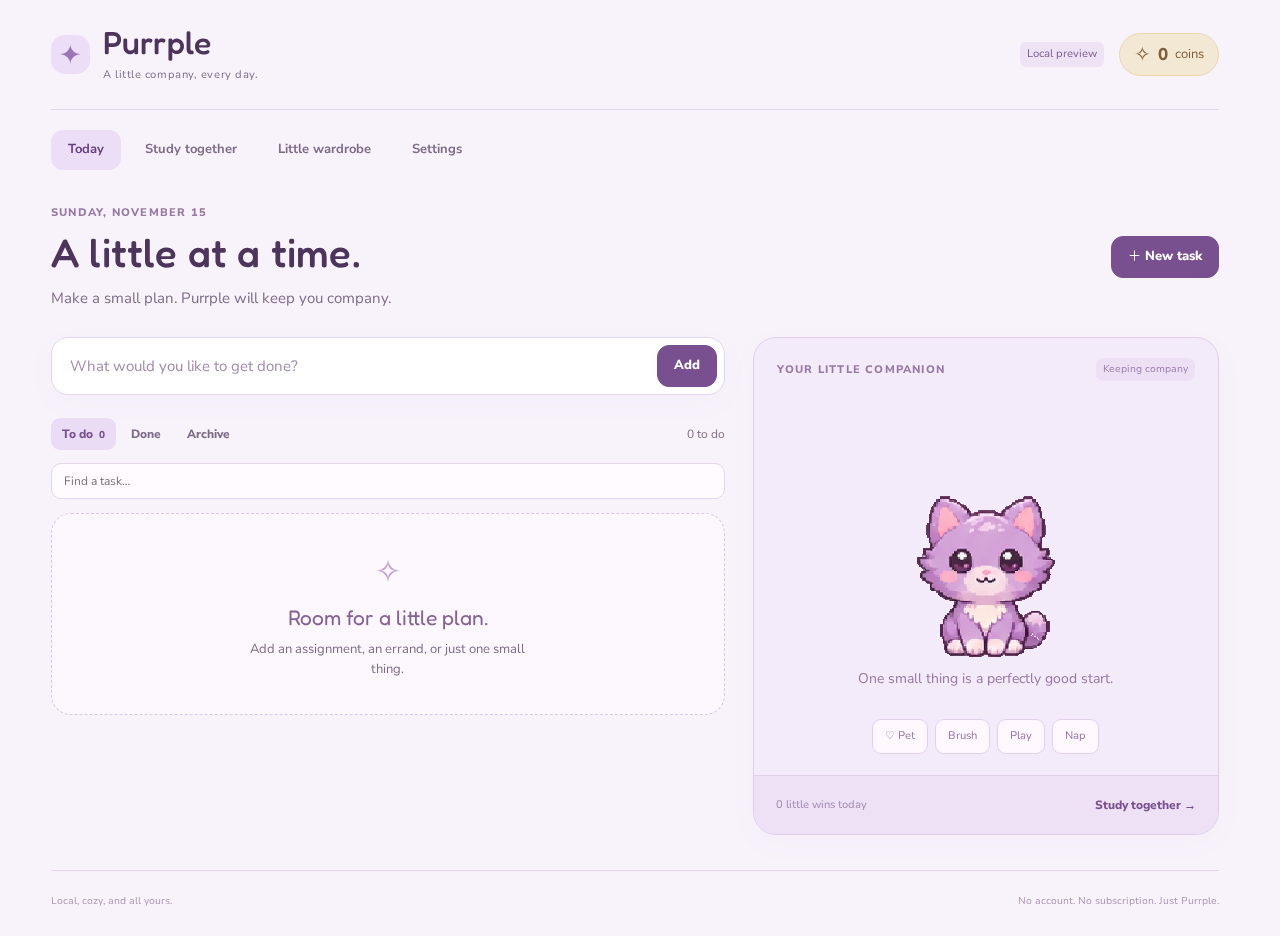 ✦ Purrple
A little company, every day.
Local preview
✧ 0 coins
Today Study together Little wardrobe Settings
SUNDAY, NOVEMBER 15
A little at a time.
Make a small plan. Purrple will keep you company.
+ New task
What would you like to get done? Add
To do 0 Done Archive 0 to do
Find a task...
✧
Room for a little plan.
Add an assignment, an errand, or just one small
thing.
YOUR LITTLE COMPANION Keeping company
One small thing is a perfectly good start.
♡ Pet Brush Play Nap
0 little wins today Study together →
Local, cozy, and all yours. No account. No subscription. Just Purrple.